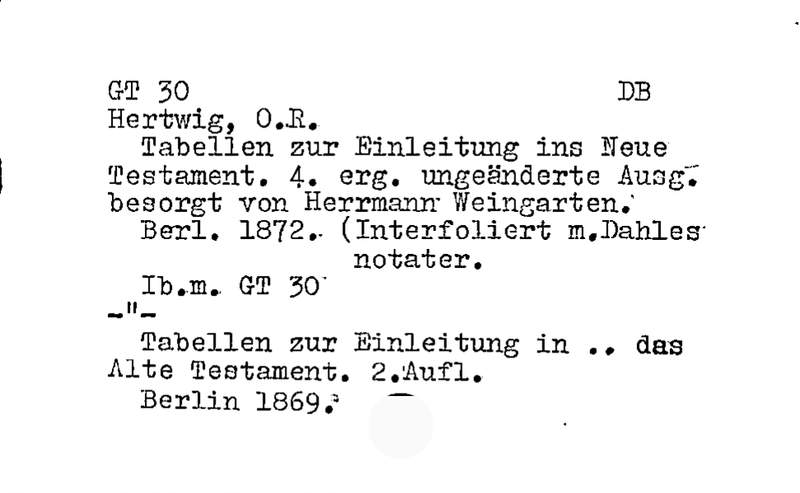 GT 30 DB
Hertwig, O.R.
Tabellen zur Einleitung ins Neue
Testament. 4. erg. ungeänderte Ausg.
besorgt von Herrmann Weingarten.
Berl. 1872. (Interfoliert m.Dahles
notater.
Ib.m. GT 30
-"-
Tabellen zur Einleitung in .. das
Alte Testament. 2.Aufl.
Berlin 1869.